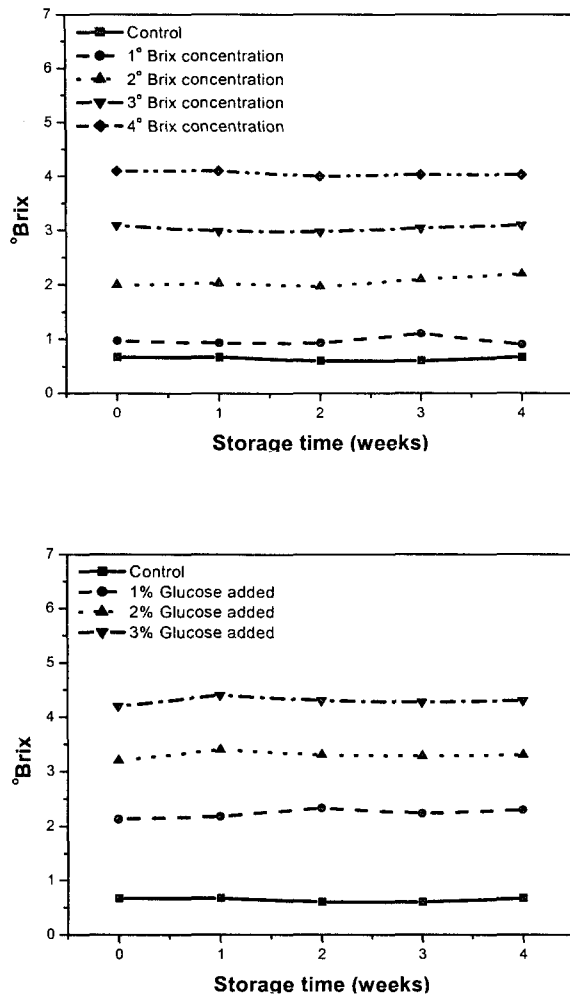 7
6
5
4
3
2
1
0
°Brix
Control
1° Brix concentration
2° Brix concentration
3° Brix concentration
4° Brix concentration
0 1 2 3 4
Storage time (weeks)
7
6
5
4
3
2
1
0
°Brix
Control
1% Glucose added
2% Glucose added
3% Glucose added
0 1 2 3 4
Storage time (weeks)